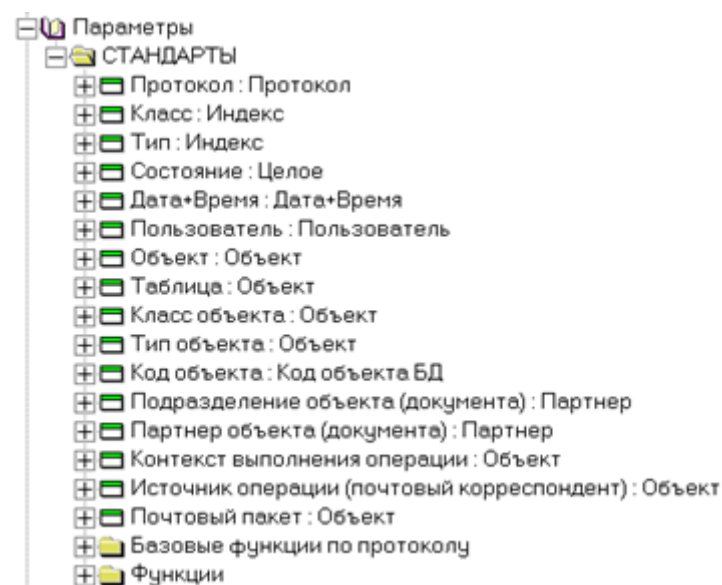 Параметры
СТАНДАРТЫ
Протокол : Протокол
Класс : Индекс
Тип : Индекс
Состояние : Целое
Дата+Время : Дата+Время
Пользователь : Пользователь
Объект : Объект
Таблица : Объект
Класс объекта : Объект
Тип объекта : Объект
Код объекта : Код объекта БД
Подразделение объекта (документа) : Партнер
Партнер объекта (документа) : Партнер
Контекст выполнения операции : Объект
Источник операции (почтовый корреспондент) : Объект
Почтовый пакет : Объект
Базовые функции по протоколу
Функции